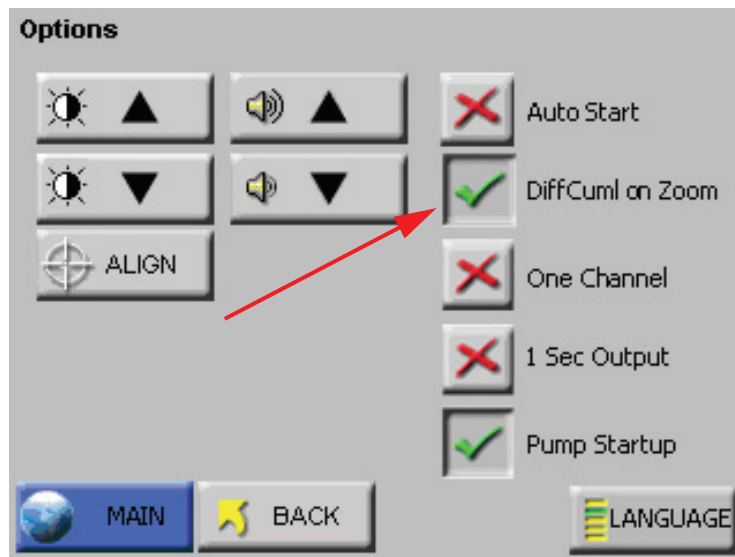 Options
Auto Start
DiffCuml on Zoom
ALIGN
One Channel
1 Sec Output
Pump Startup
MAIN
BACK
LANGUAGE